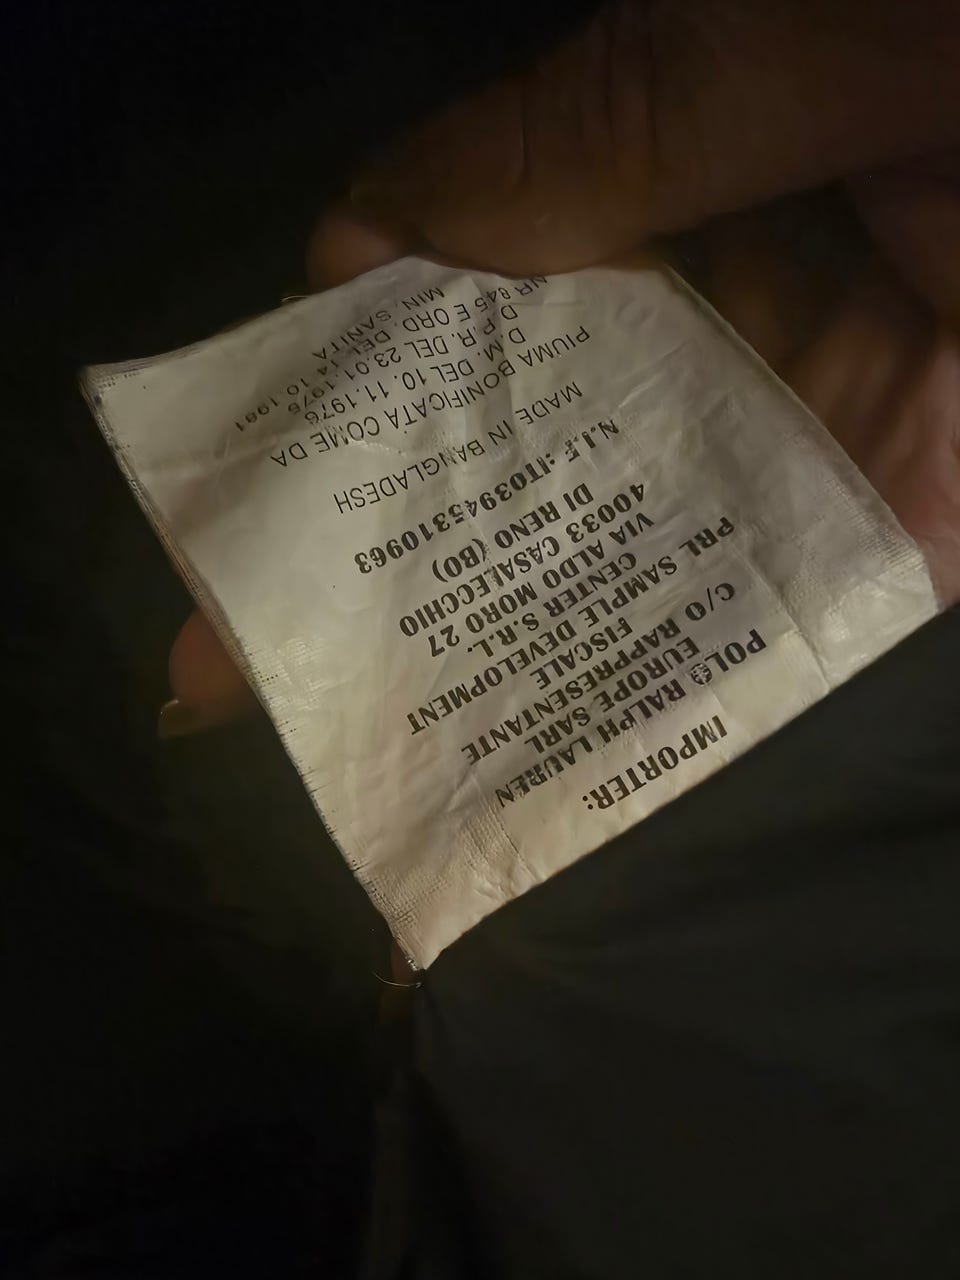 IMPORTER:
POLO RALPH LAUREN
EUROPE SARL
C/O RAPPRESENTANTE
FISCALE
PRL SAMPLE DEVELOPMENT
CENTER S.R.L.
VIA ALDO MORO 27
40033 CASALECCHIO
DI RENO (BO)
N.I.F :IT03945310963
MADE IN BANGLADESH
PIUMA BONIFICATA COME DA
D.M. DEL 10. 11.1976
D.P.R. DEL 23.01.1975
NR 845 E ORD. DEL 14 10 1981
MIN. SANITA